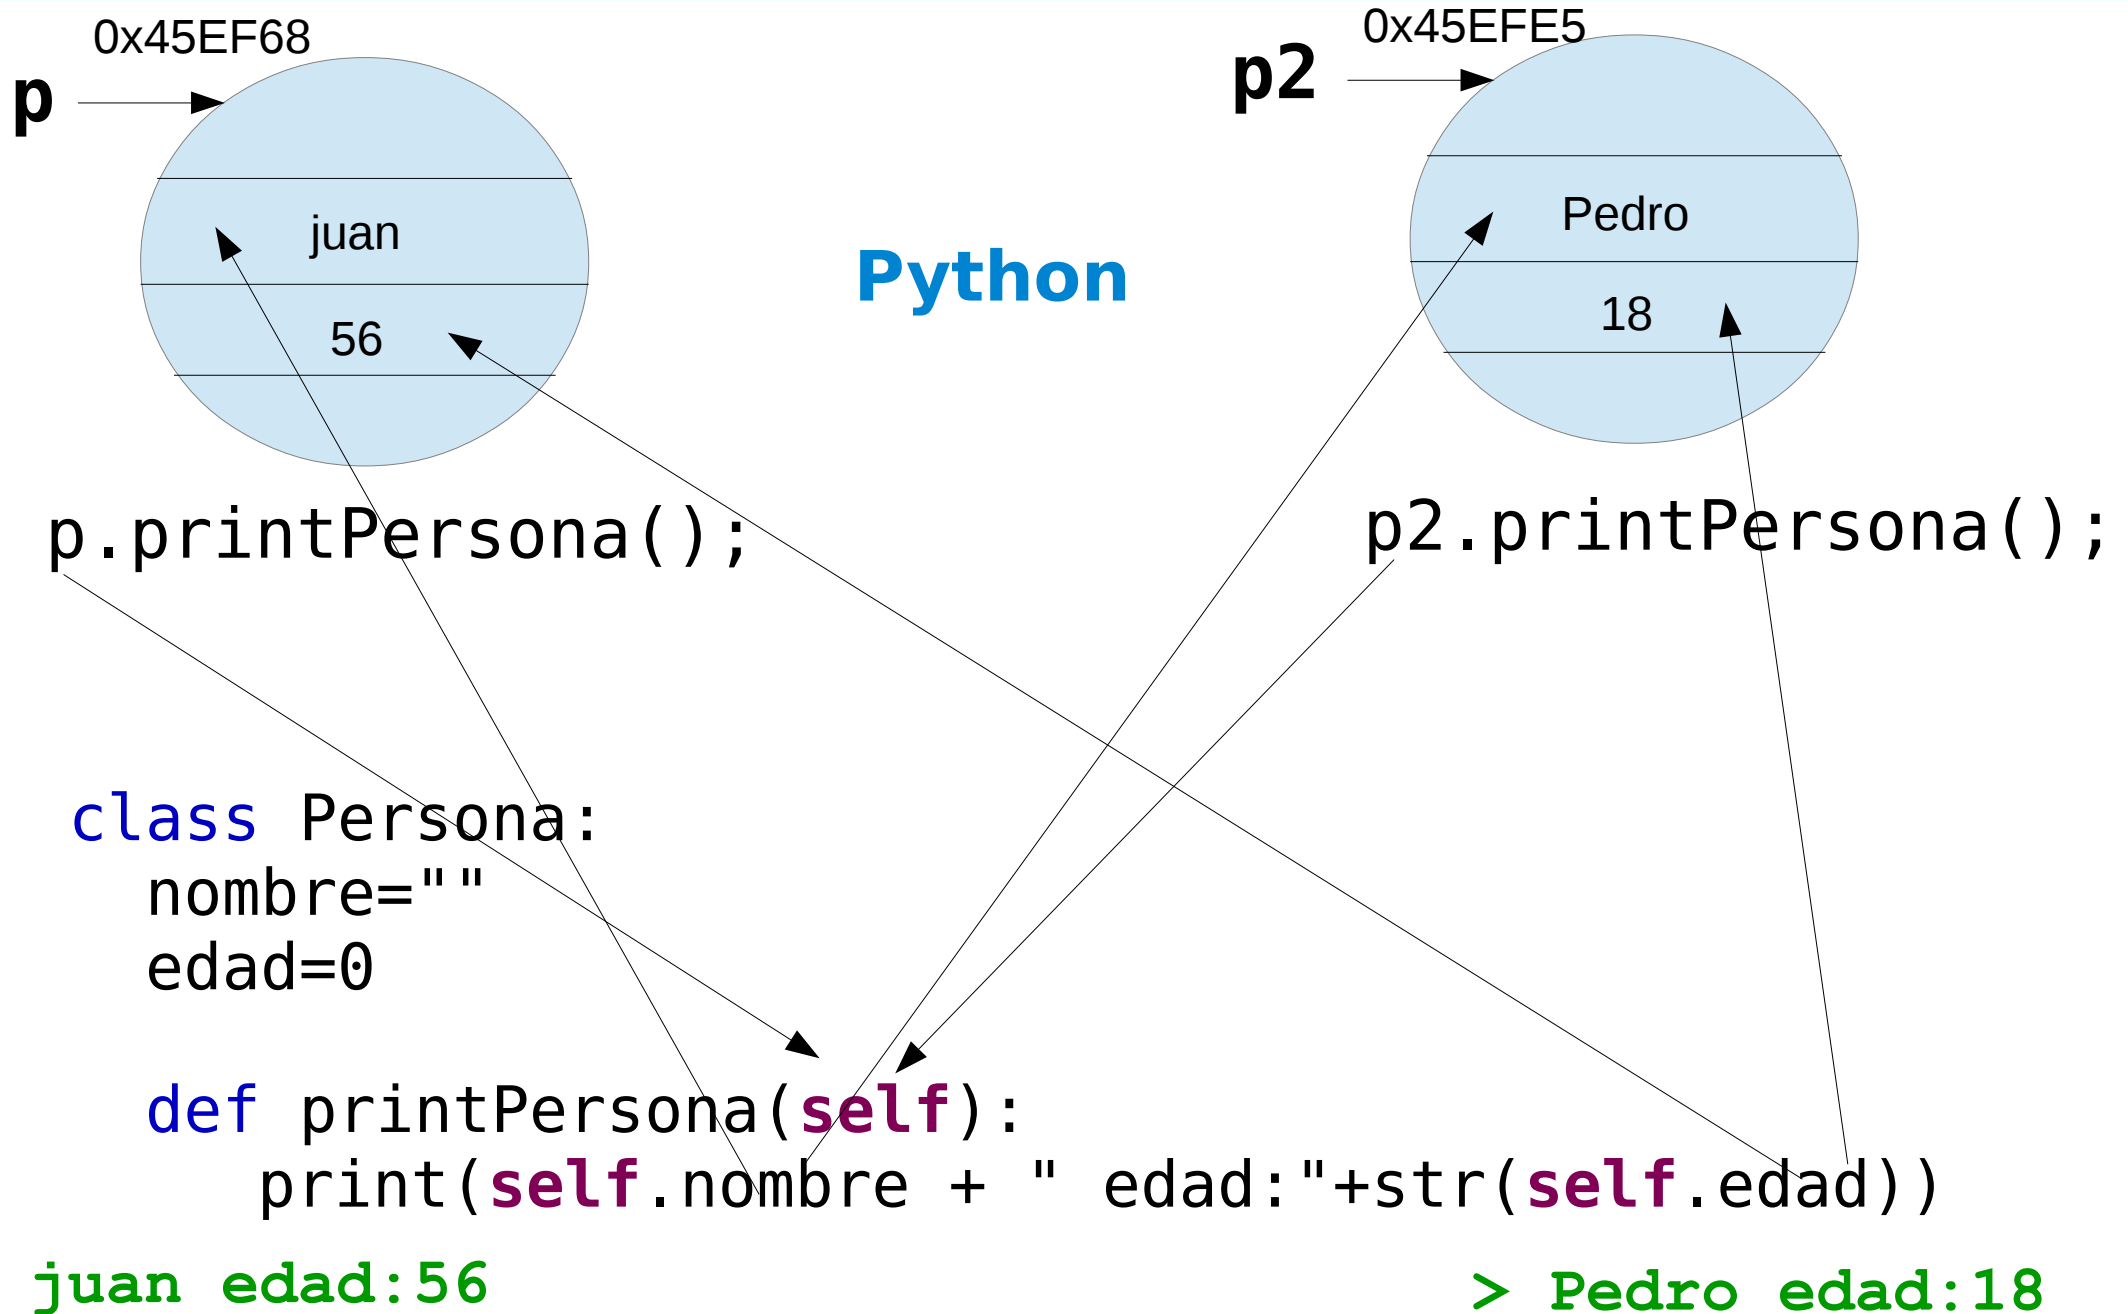 0x45EF68
p
juan
56
0x45EFE5
p2
Pedro
18
Python
p.printPersona();
p2.printPersona();
class Persona:
nombre=""
edad=0
def printPersona(self):
print(self.nombre + " edad:"+str(self.edad))
juan edad:56
> Pedro edad:18